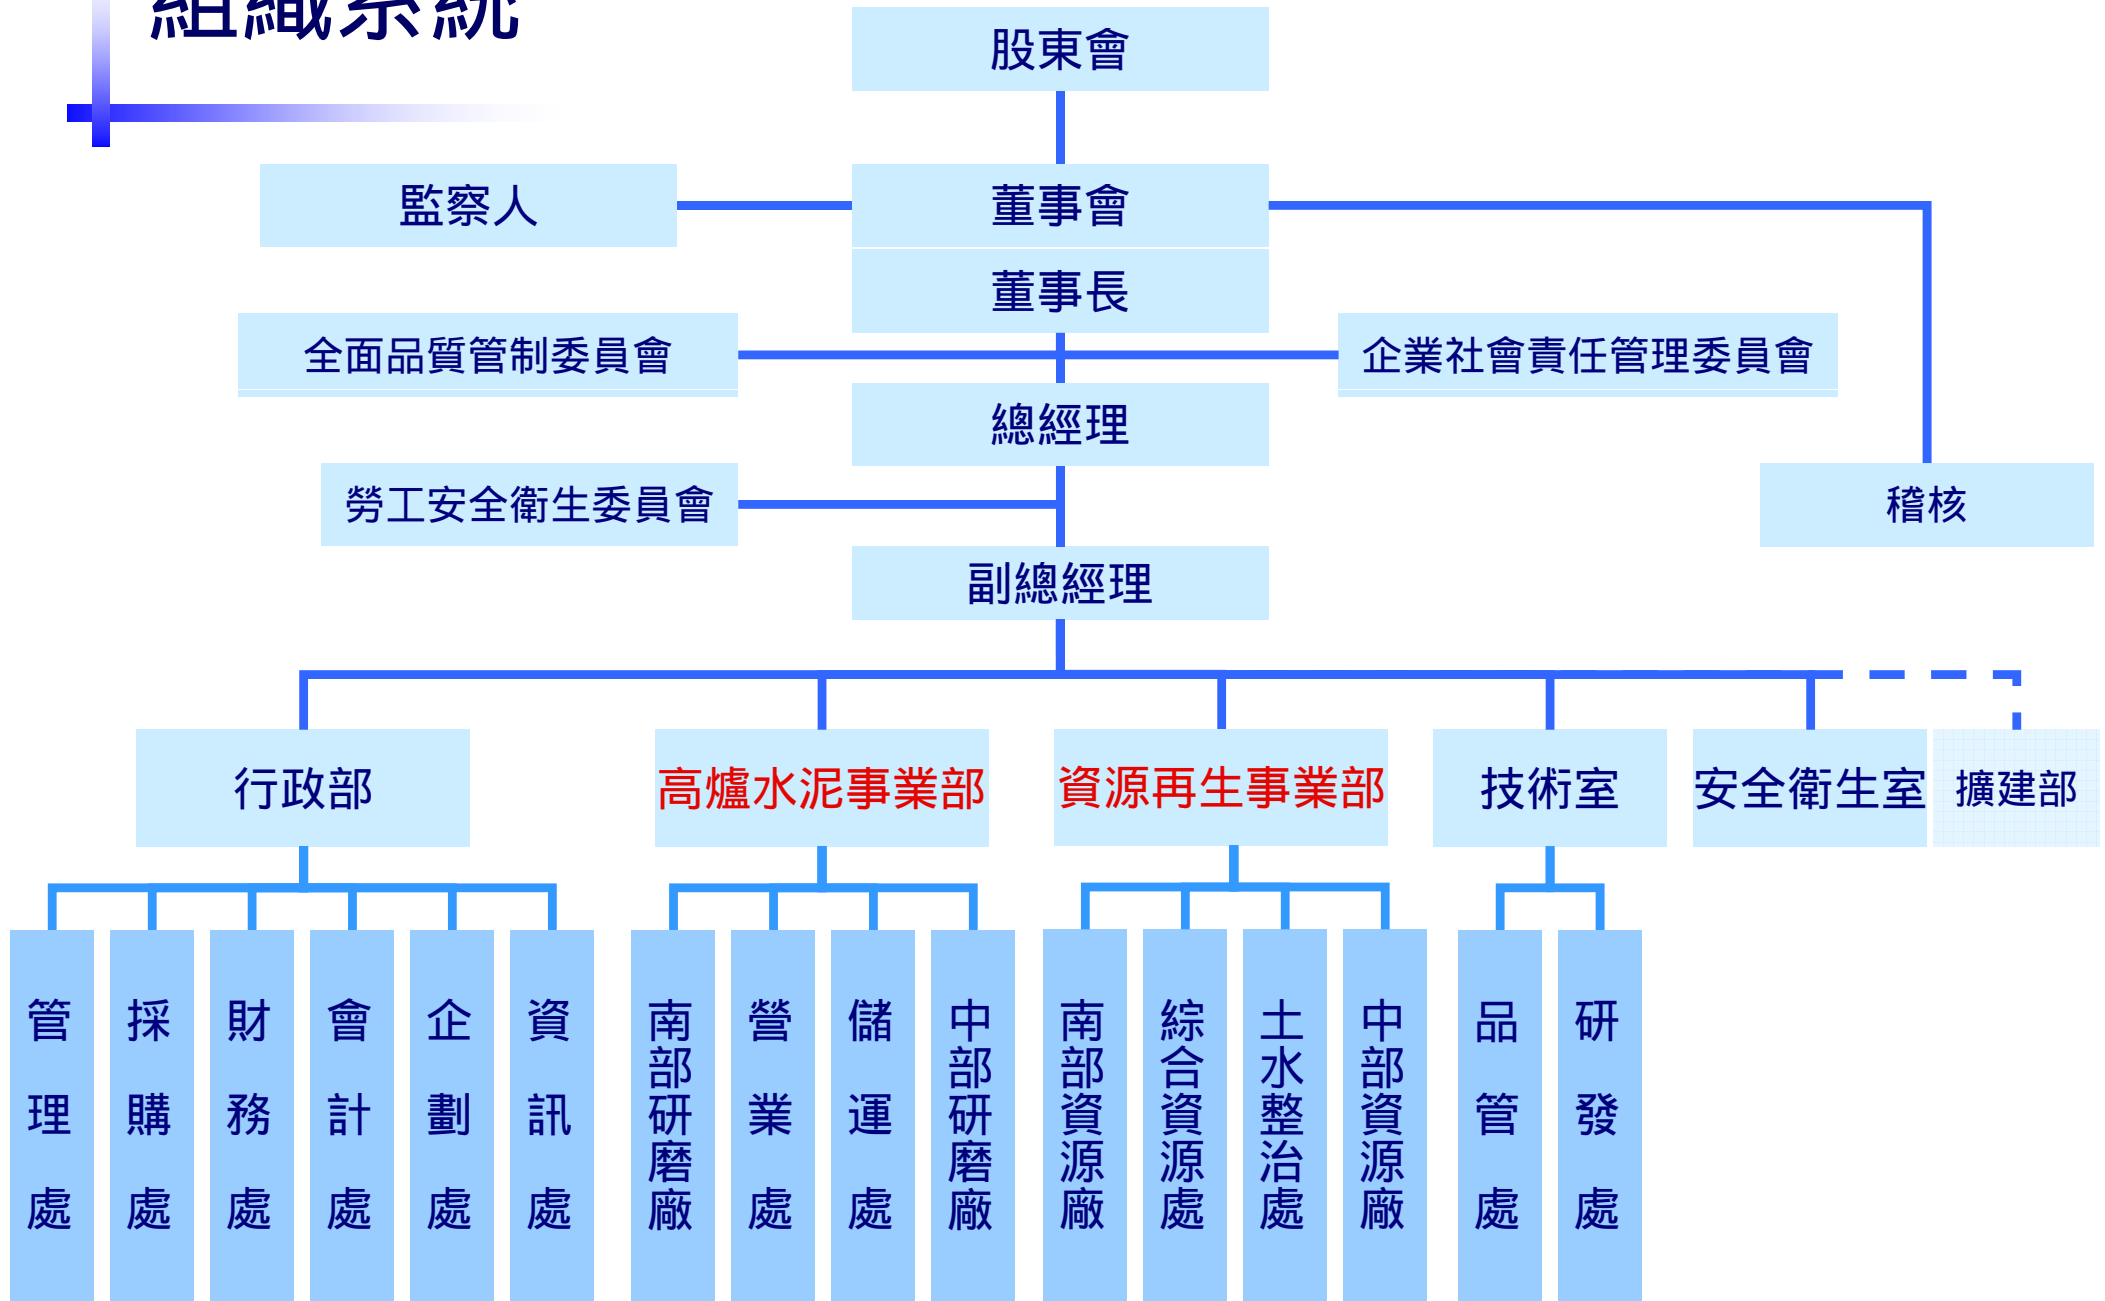 組織系統
股東會
監察人
董事會
董事長
全面品質管制委員會
企業社會責任管理委員會
總經理
勞工安全衛生委員會
稽核
副總經理
行政部
高爐水泥事業部
資源再生事業部
技術室
安全衛生室
擴建部
管理處
採購處
財務處
會計處
企劃處
資訊處
南部研磨廠
營業處
儲運處
中部研磨廠
南部資源廠
綜合資源處
土水整治處
中部資源廠
品管處
研發處